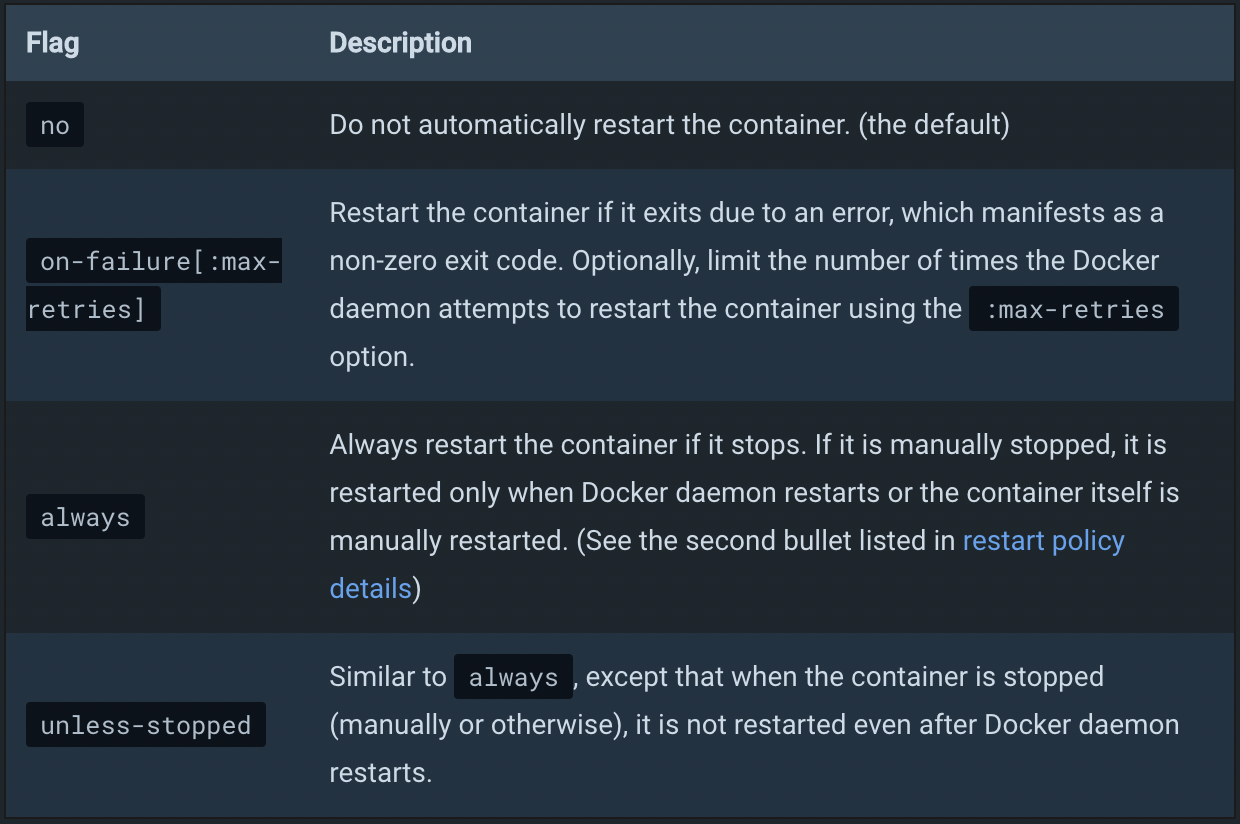 Flag Description
no Do not automatically restart the container. (the default)
Restart the container if it exits due to an error, which manifests as a
on-failure[:max- non-zero exit code. Optionally, limit the number of times the Docker
retries] daemon attempts to restart the container using the :max-retries
option.
Always restart the container if it stops. If it is manually stopped, it is
restarted only when Docker daemon restarts or the container itself is
always manually restarted. (See the second bullet listed in restart policy
details)
Similar to always, except that when the container is stopped
unless-stopped (manually or otherwise), it is not restarted even after Docker daemon
restarts.